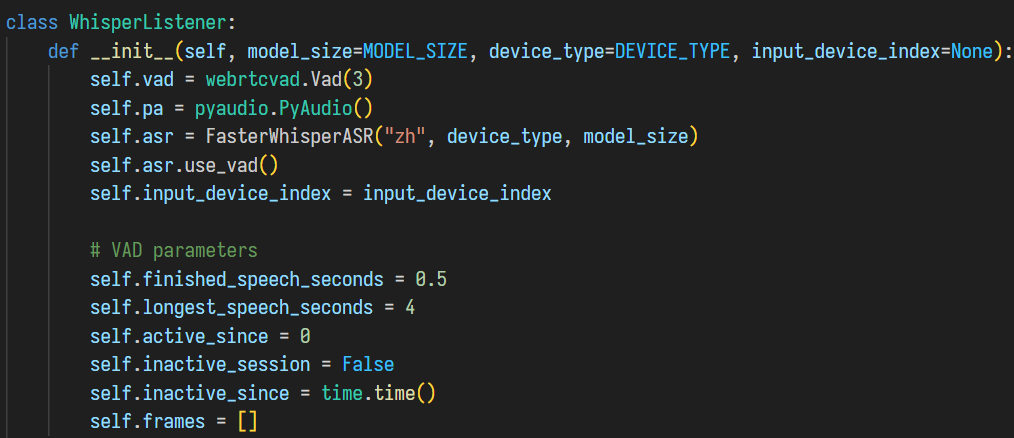 class WhisperListener:
    def __init__(self, model_size=MODEL_SIZE, device_type=DEVICE_TYPE, input_device_index=None):
        self.vad = webrtcvad.Vad(3)
        self.pa = pyaudio.PyAudio()
        self.asr = FasterWhisperASR("zh", device_type, model_size)
        self.asr.use_vad()
        self.input_device_index = input_device_index

        # VAD parameters
        self.finished_speech_seconds = 0.5
        self.longest_speech_seconds = 4
        self.active_since = 0
        self.inactive_session = False
        self.inactive_since = time.time()
        self.frames = []